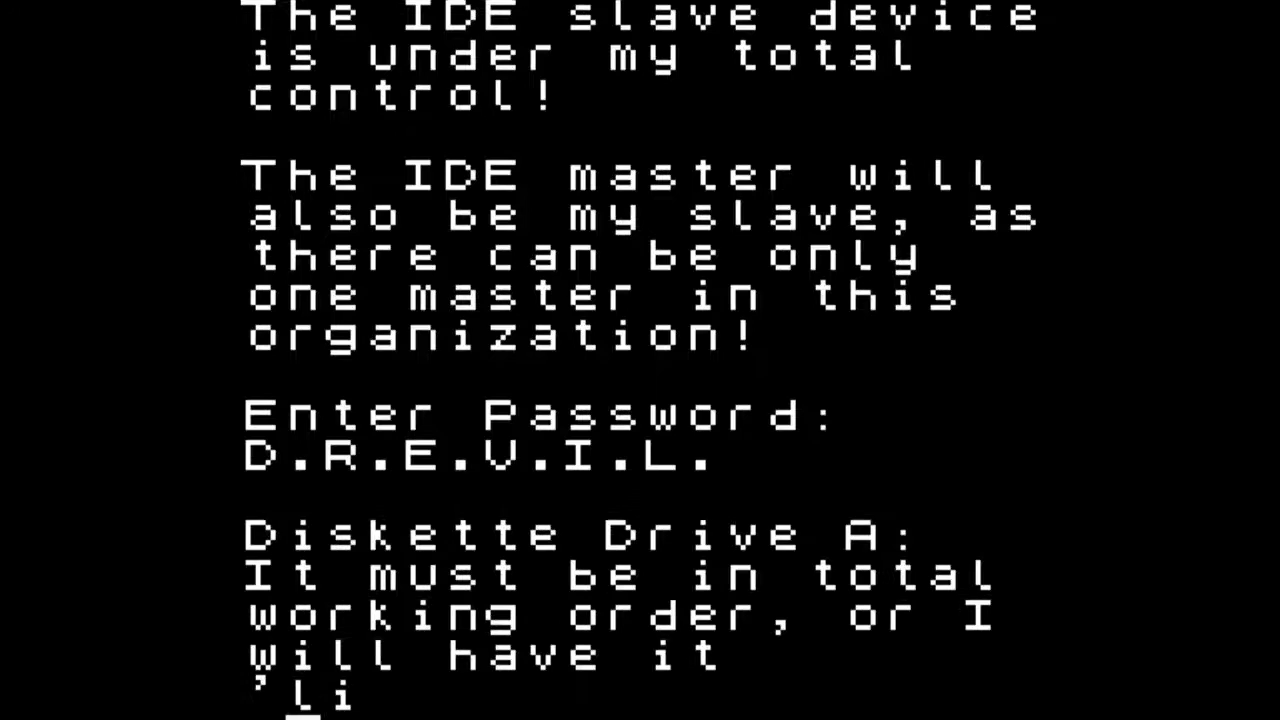 The IDE slave device
is under my total
control!
The IDE master will
also be my slave, as
there can be only
one master in this
organization!
Enter Password:
D.R.E.V.I.L.
Diskette Drive A:
It must be in total
working order, or I
will have it
'li